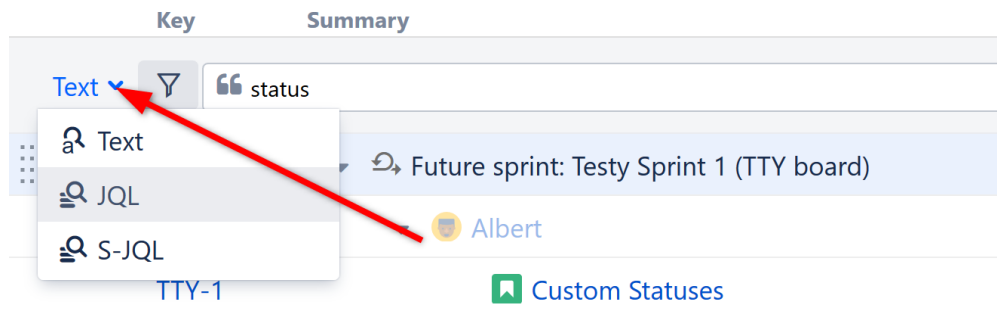 Key Summary
Text status
Text
Future sprint: Testy Sprint 1 (TTY board)
JQL
Albert
S-JQL
TTY-1 Custom Statuses